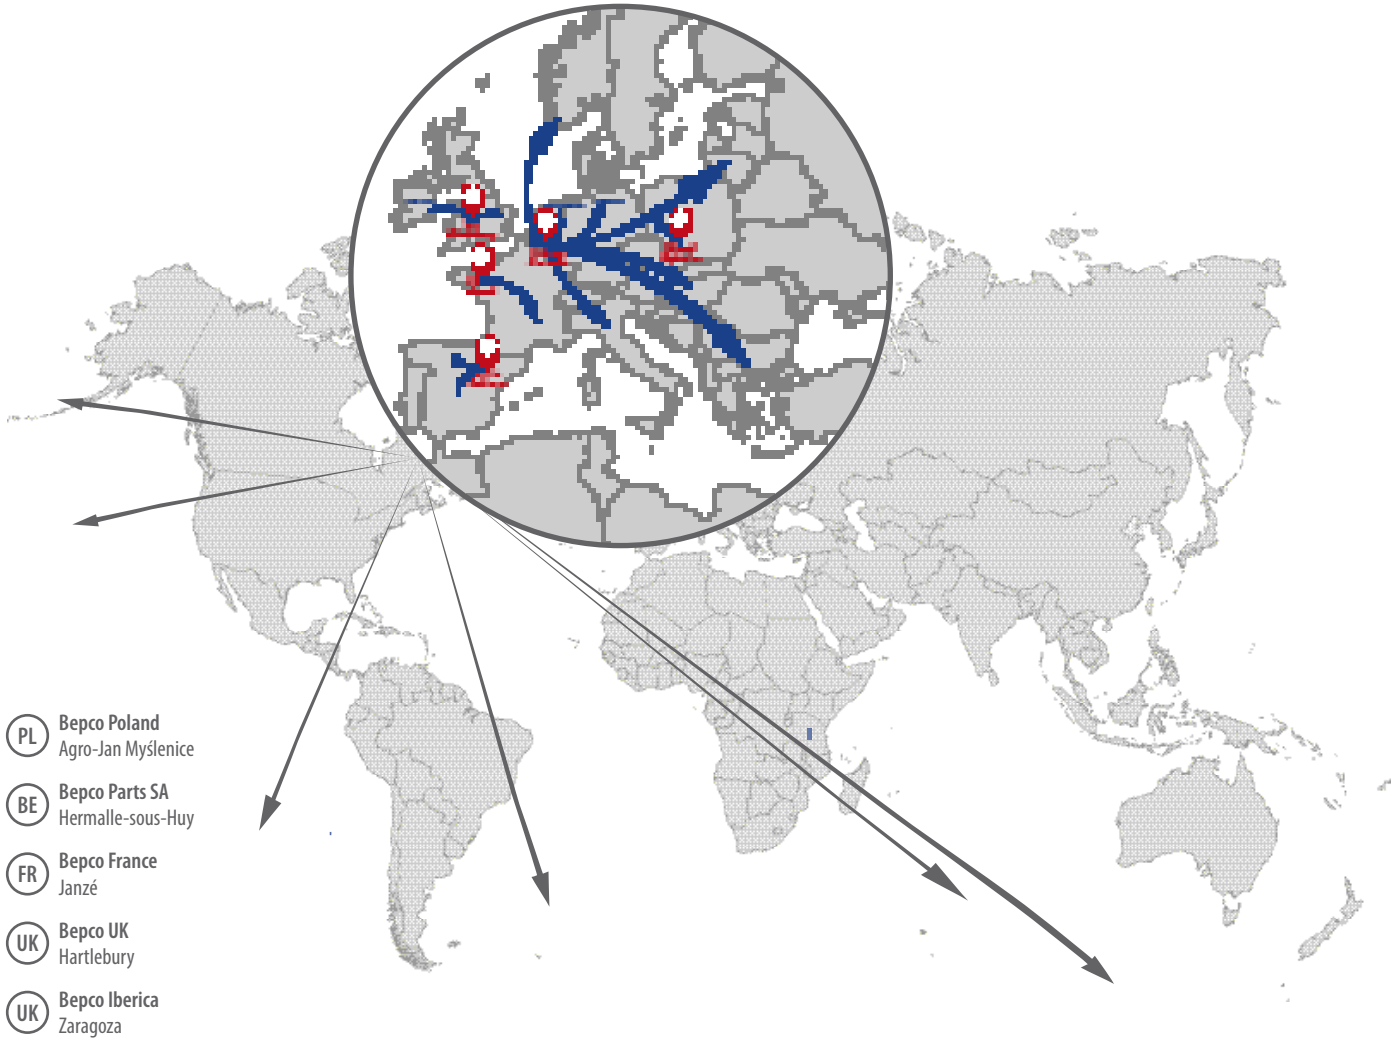 PL
Bepco Poland
Agro-Jan Myślenice
BE
Bepco Parts SA
Hermalle-sous-Huy
FR
Bepco France
Janzé
UK
Bepco UK
Hartlebury
UK
Bepco Iberica
Zaragoza